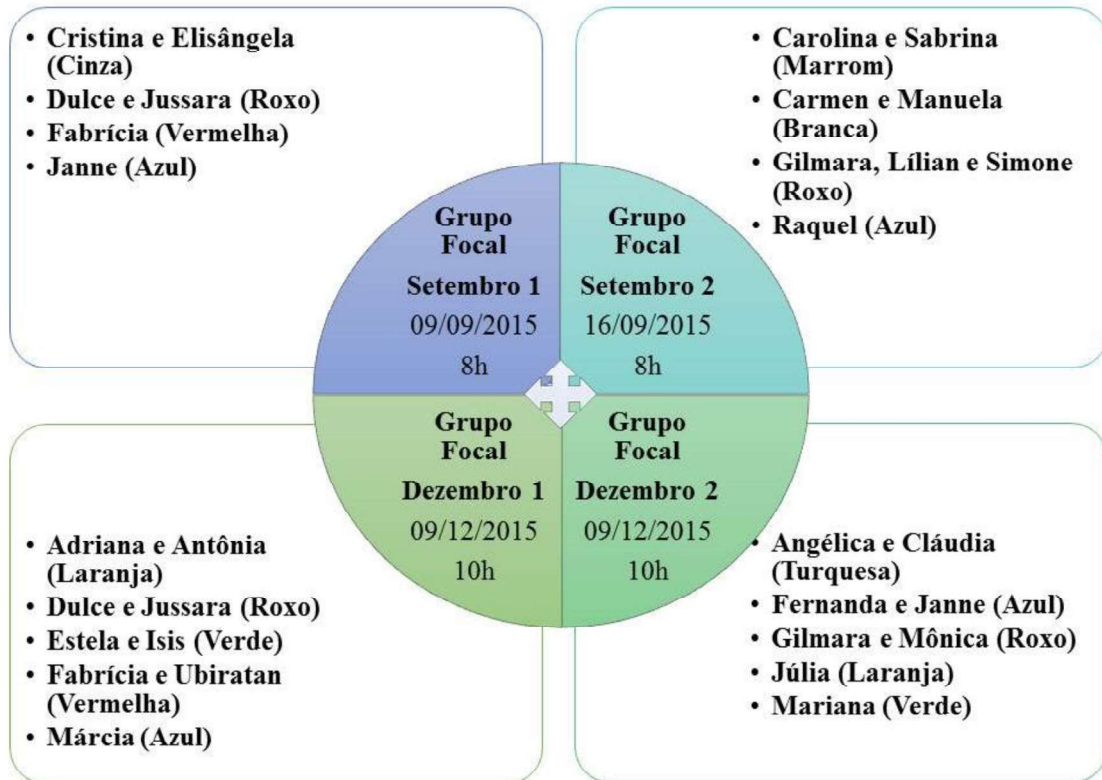 • Cristina e Elisângela
(Cinza)
• Dulce e Jussara (Roxo)
• Fabrícia (Vermelha)
• Janne (Azul)
• Carolina e Sabrina
(Marrom)
• Carmen e Manuela
(Branca)
• Gilmara, Lílian e Simone
(Roxo)
• Raquel (Azul)
Grupo
Focal
Setembro 1
09/09/2015
8h
Grupo
Focal
Setembro 2
16/09/2015
8h
Grupo
Focal
Dezembro 1
09/12/2015
10h
Grupo
Focal
Dezembro 2
09/12/2015
10h
• Adriana e Antônia
(Laranja)
• Dulce e Jussara (Roxo)
• Estela e Isis (Verde)
• Fabrícia e Ubiratan
(Vermelha)
• Márcia (Azul)
• Angélica e Cláudia
(Turquesa)
• Fernanda e Janne (Azul)
• Gilmara e Mônica (Roxo)
• Júlia (Laranja)
• Mariana (Verde)